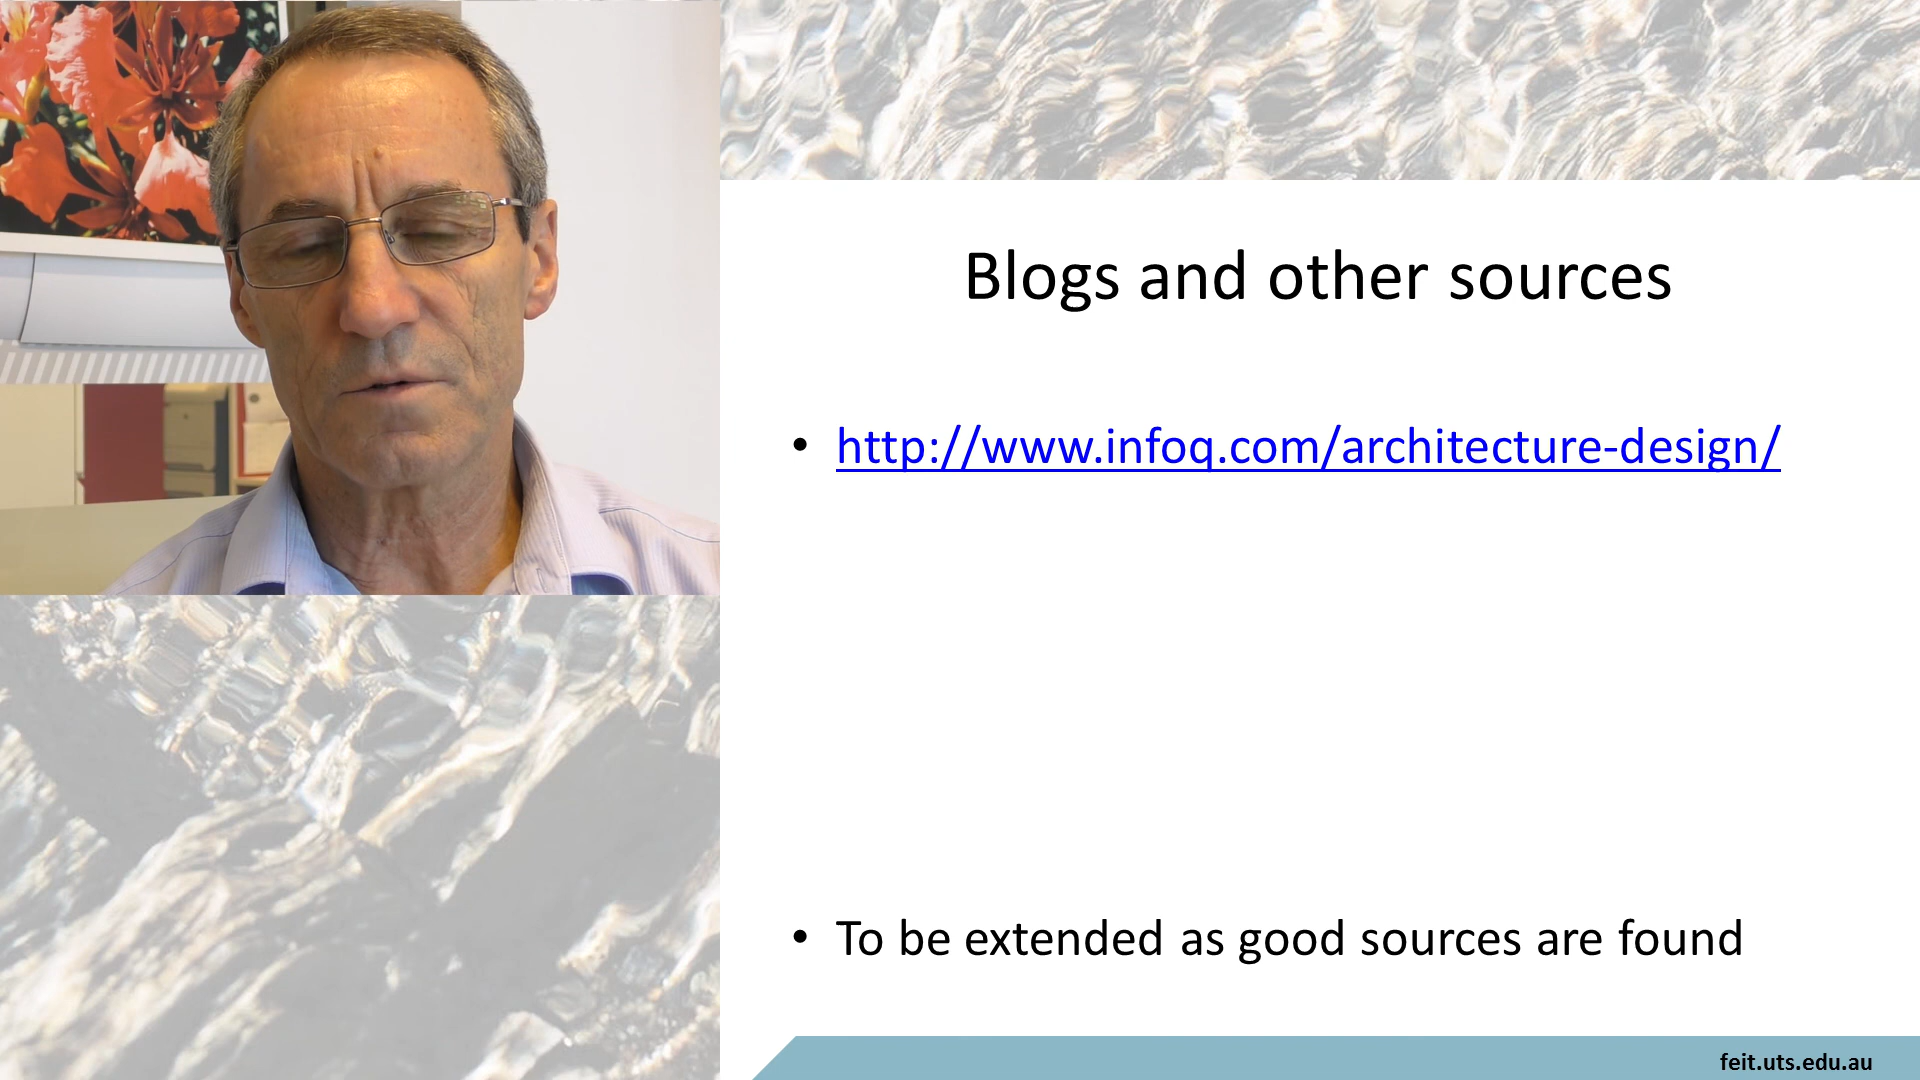 Blogs and other sources
• http://www.infoq.com/architecture-design/
• To be extended as good sources are found
feit.uts.edu.au